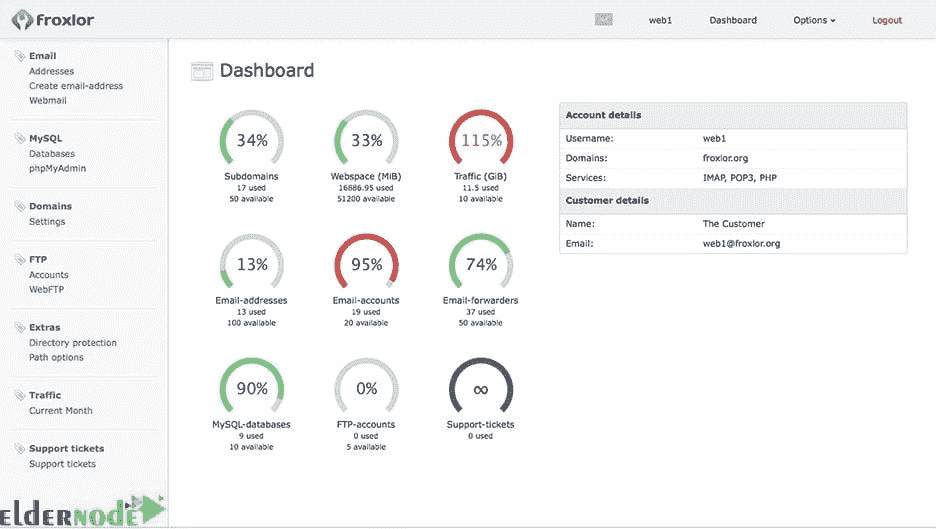 froxlor
web1
Dashboard
Options
Logout
Email
Addresses
Create email-address
Webmail
MySQL
Databases
phpMyAdmin
Domains
Settings
FTP
Accounts
WebFTP
Extras
Directory protection
Path options
Traffic
Current Month
Support tickets
Support tickets
Dashboard
34%
Subdomains
17 used
50 available
33%
Webspace (MiB)
16886.95 used
51200 available
115%
Traffic (GiB)
11.5 used
10 available
13%
Email-addresses
13 used
100 available
95%
Email-accounts
19 used
20 available
74%
Email-forwarders
37 used
50 available
90%
MySQL-databases
9 used
10 available
0%
FTP-accounts
0 used
5 available
∞
Support-tickets
0 used
Account details
Username: web1
Domains: froxlor.org
Services: IMAP, POP3, PHP
Customer details
Name: The Customer
Email: web1@froxlor.org
ELDERNODE